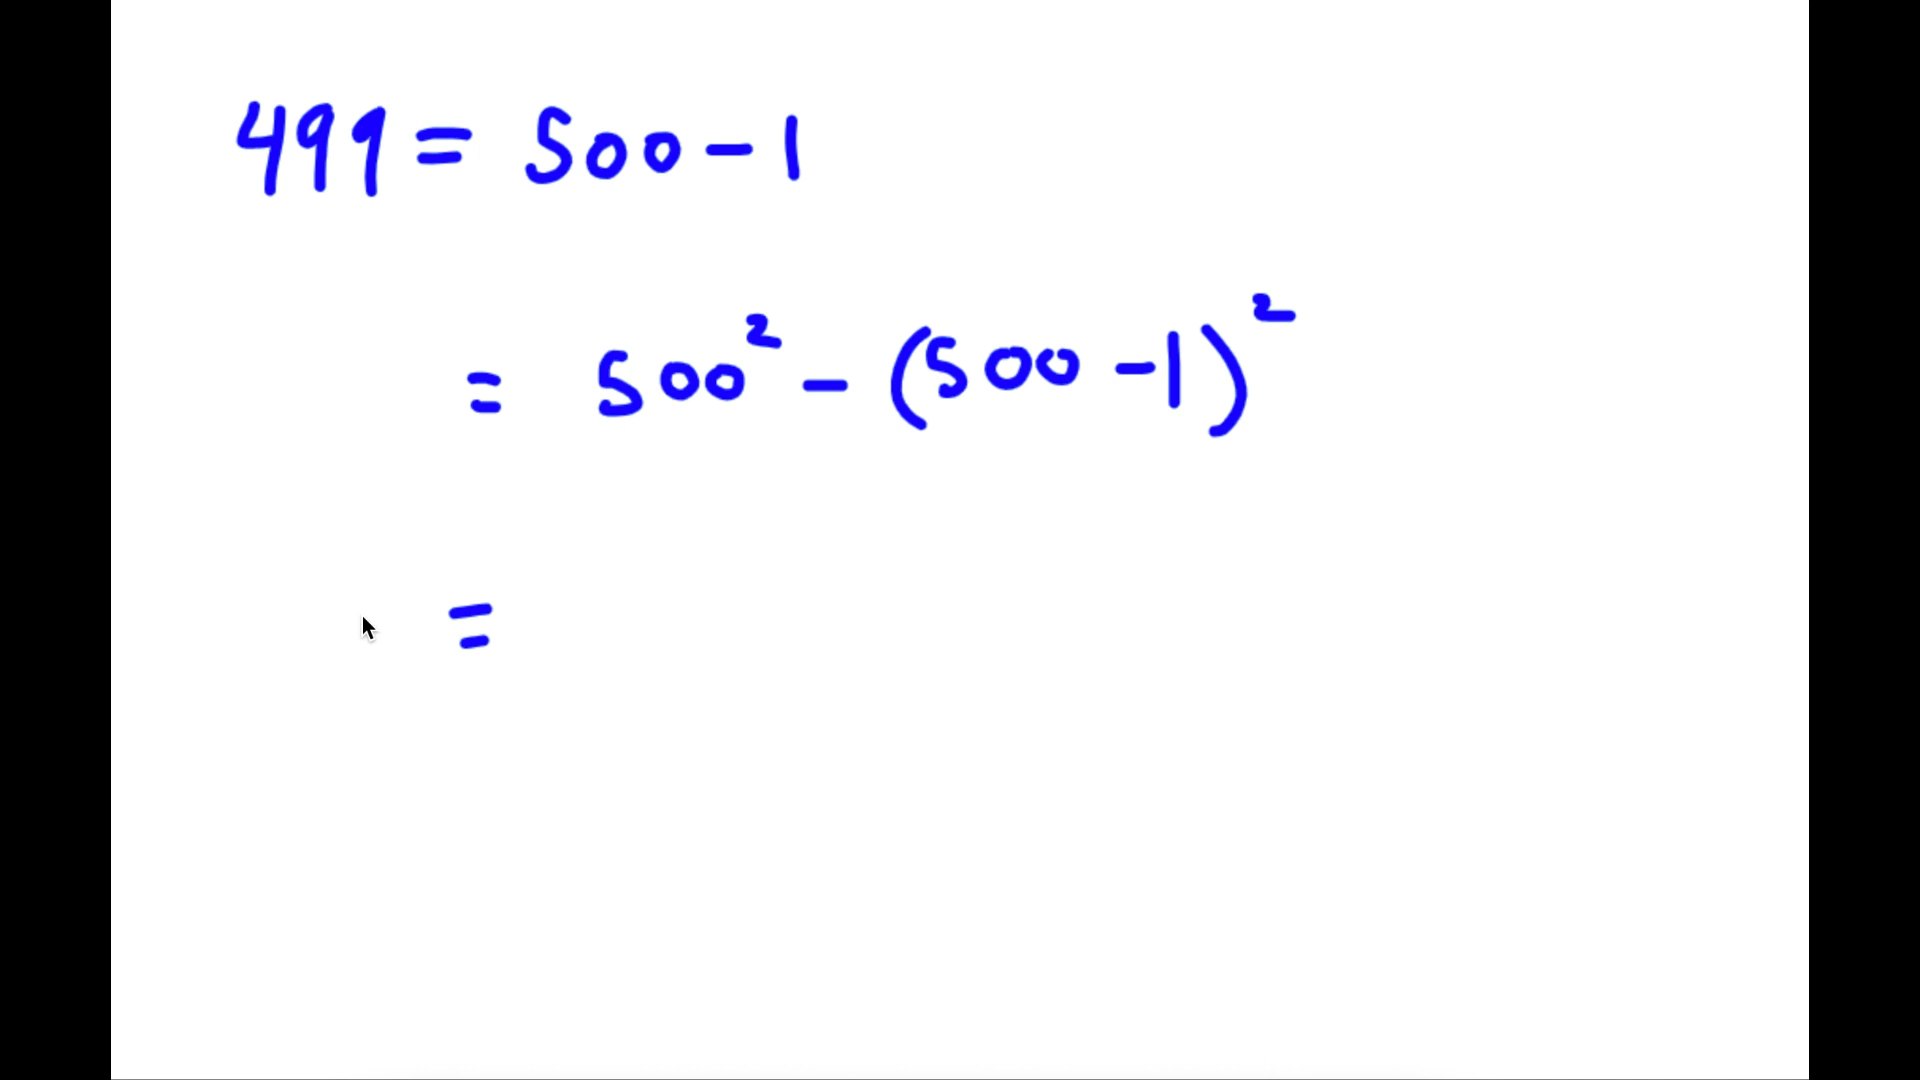 499 = 500 - 1
= 500² - (500 - 1)²
=